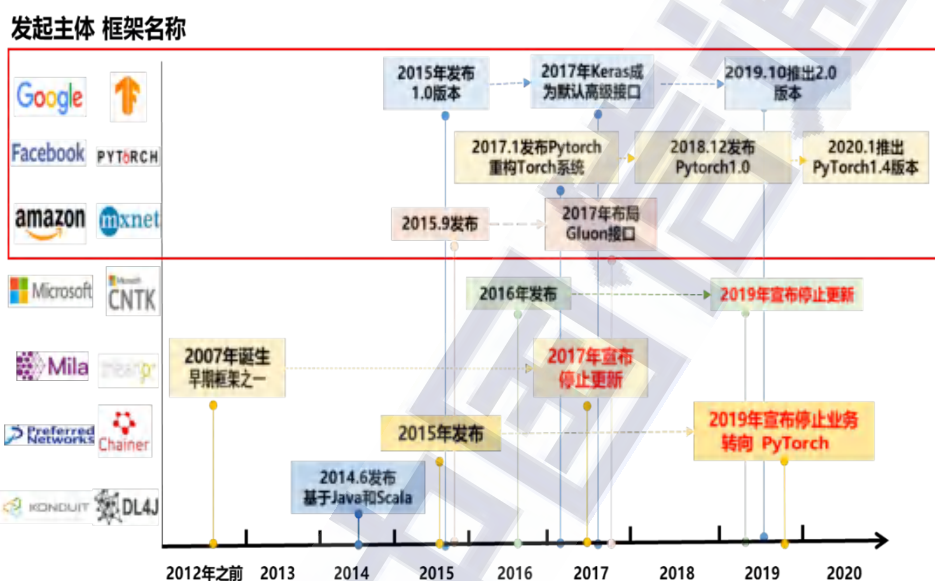 发起主体 框架名称
Google
2015年发布
1.0版本
2017年Keras成
为默认高级接口
2019.10推出2.0
版本
Facebook
PYTORCH
2017.1发布Pytorch
重构Torch系统
2018.12发布
Pytorch1.0
2020.1推出
PyTorch1.4版本
amazon
mxnet
2015.9发布
2017年布局
Gluon接口
Microsoft
Microsoft
CNTK
2016年发布
2019年宣布停止更新
Mila
2007年诞生
早期框架之一
2017年宣布
停止更新
Preferred
Networks
Chainer
2015年发布
2019年宣布停止业务
转向 PyTorch
KONDUIT
DL4J
2014.6发布
基于Java和Scala
2012年之前
2013
2014
2015
2016
2017
2018
2019
2020